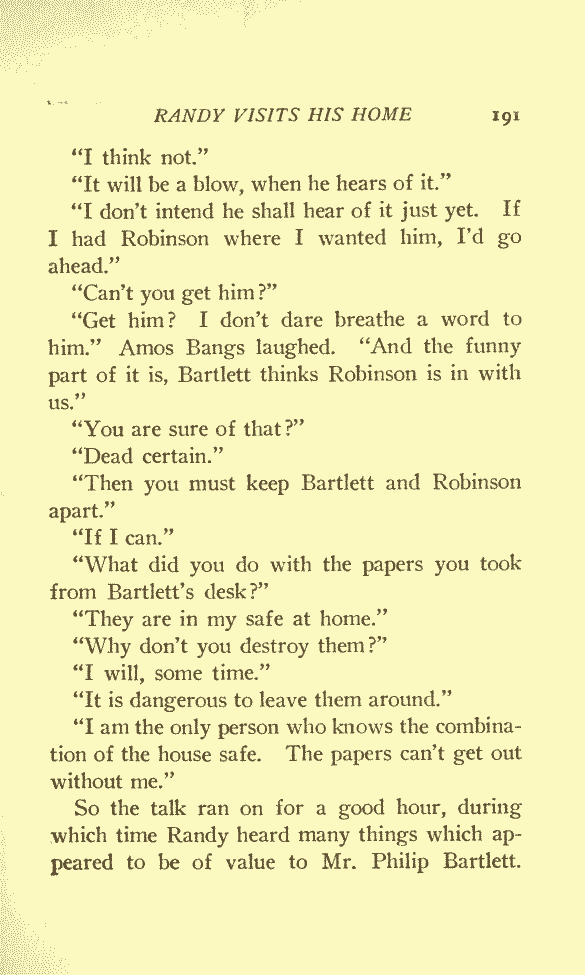 RANDY VISITS HIS HOME 191
“I think not.”
“It will be a blow, when he hears of it.”
“I don’t intend he shall hear of it just yet. If
I had Robinson where I wanted him, I’d go
ahead.”
“Can’t you get him?”
“Get him? I don’t dare breathe a word to
him.” Amos Bangs laughed. “And the funny
part of it is, Bartlett thinks Robinson is in with
us.”
“You are sure of that?”
“Dead certain.”
“Then you must keep Bartlett and Robinson
apart.”
“If I can.”
“What did you do with the papers you took
from Bartlett’s desk?”
“They are in my safe at home.”
“Why don’t you destroy them?”
“I will, some time.”
“It is dangerous to leave them around.”
“I am the only person who knows the combina-
tion of the house safe. The papers can’t get out
without me.”
So the talk ran on for a good hour, during
which time Randy heard many things which ap-
peared to be of value to Mr. Philip Bartlett.